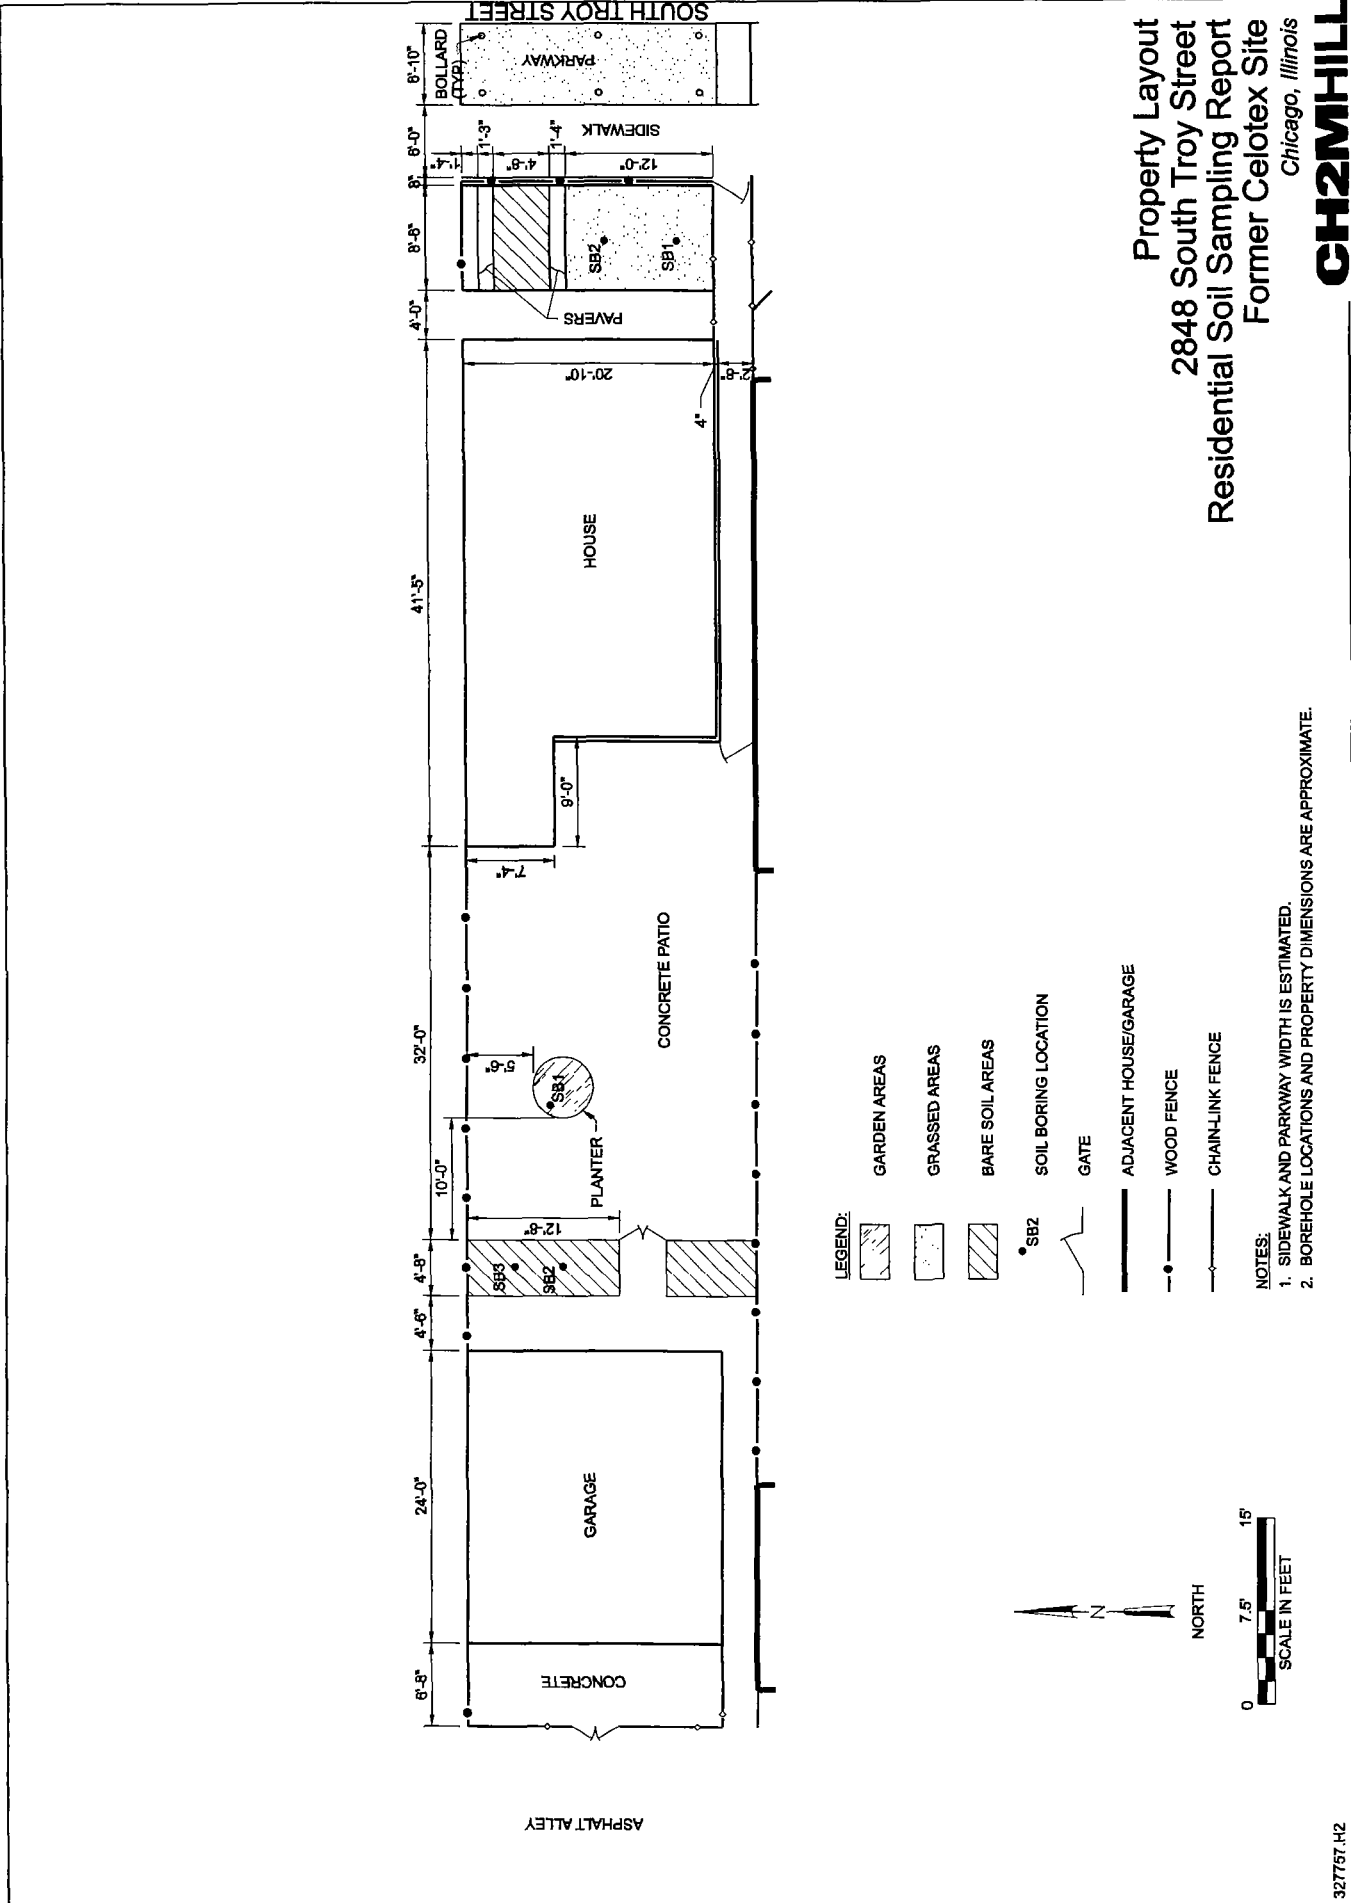 SOUTH TROY STREET
6'-8"
24'-0"
4'-6"
4'-8"
32'-0"
41'-5"
4'-0"
8'-6"
8"
6'-0"
6'-10"
BOLLARD
(TYP)
PARKWAY
SIDEWALK
1'-4"
1'-3"
4'-8"
1'-4"
12'-0"
SB2
SB1
PAVERS
20'-10"
2'-8"
4"
HOUSE
9'-0"
7'-4"
CONCRETE PATIO
5'-6"
SB1
10'-0"
PLANTER
12'-8"
SB3
SB2
GARAGE
CONCRETE
ASPHALT ALLEY
LEGEND:
GARDEN AREAS
GRASSED AREAS
BARE SOIL AREAS
SB2
SOIL BORING LOCATION
GATE
ADJACENT HOUSE/GARAGE
WOOD FENCE
CHAIN-LINK FENCE
NOTES:
1. SIDEWALK AND PARKWAY WIDTH IS ESTIMATED.
2. BOREHOLE LOCATIONS AND PROPERTY DIMENSIONS ARE APPROXIMATE.
N
NORTH
0 7.5' 15'
SCALE IN FEET
Property Layout
2848 South Troy Street
Residential Soil Sampling Report
Former Celotex Site
Chicago, Illinois
CH2MHILL
327757.H2